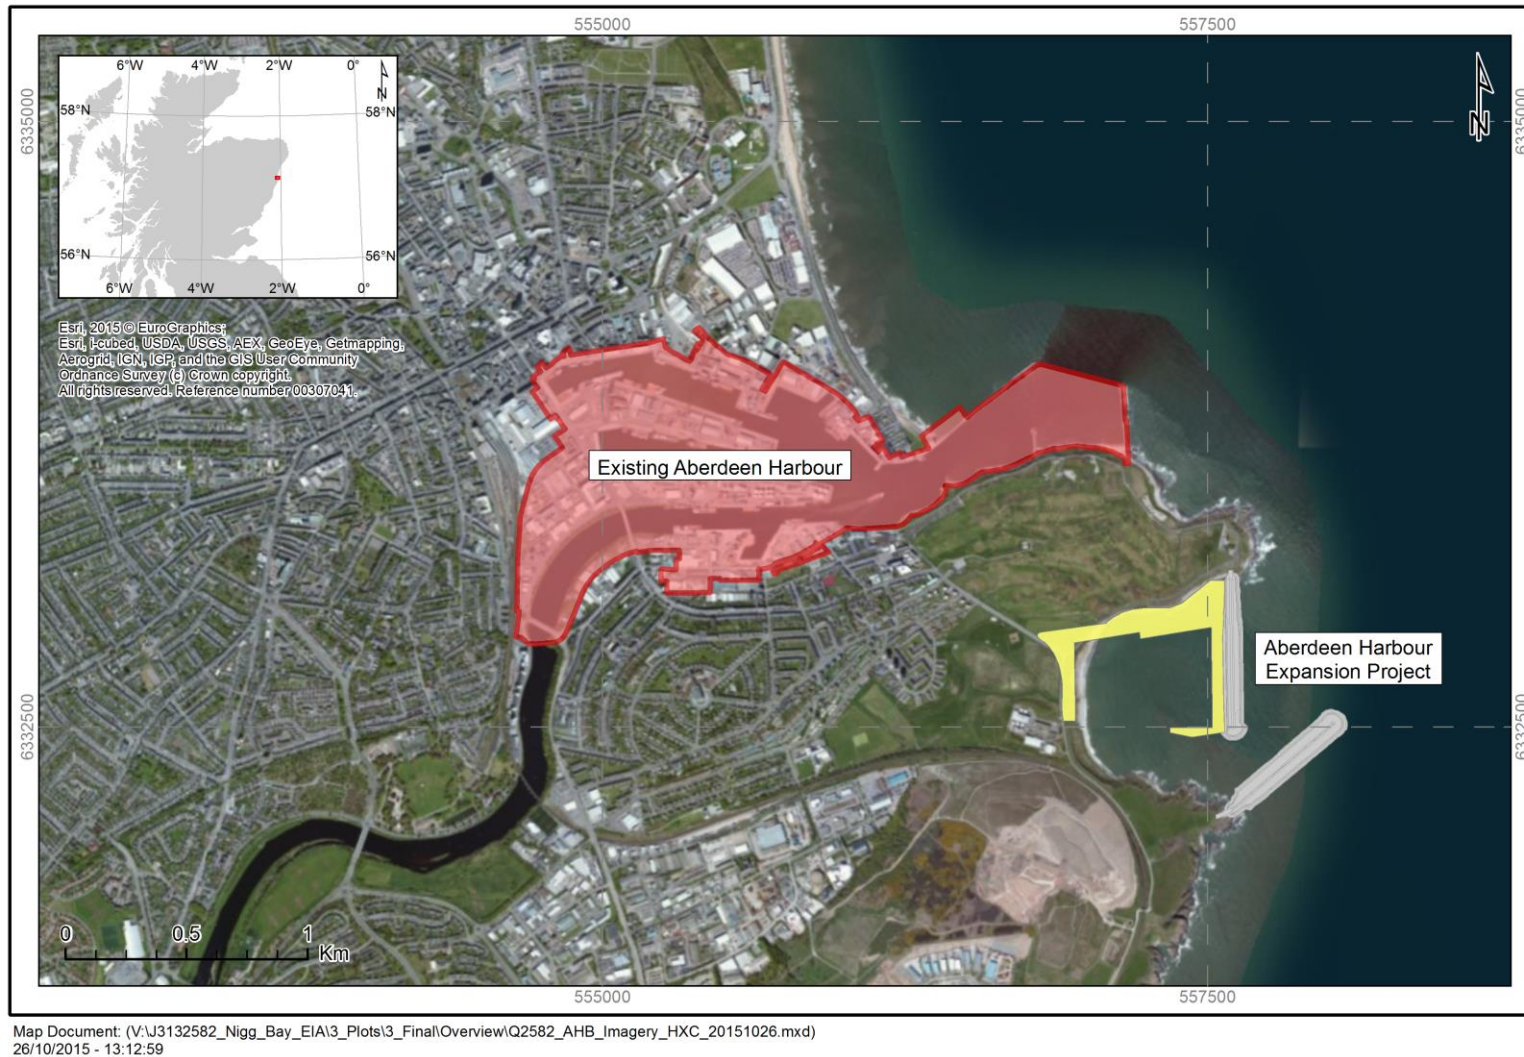 555000
557500
6335000
6335000
6°W
4°W
2°W
0°
N
58°N
58°N
56°N
56°N
6°W
4°W
2°W
0°
N
Esri, 2015 © EuroGraphics;
Esri, i-cubed, USDA, USGS, AEX, GeoEye, Getmapping,
Aerogrid, IGN, IGP, and the GIS User Community
Ordnance Survey (c) Crown copyright.
All rights reserved. Reference number 00307041.
Existing Aberdeen Harbour
Aberdeen Harbour
Expansion Project
6332500
6332500
0
0.5
1
Km
555000
557500
Map Document: (V:\J3132582_Nigg_Bay_EIA\3_Plots\3_Final\Overview\Q2582_AHB_Imagery_HXC_20151026.mxd)
26/10/2015 - 13:12:59